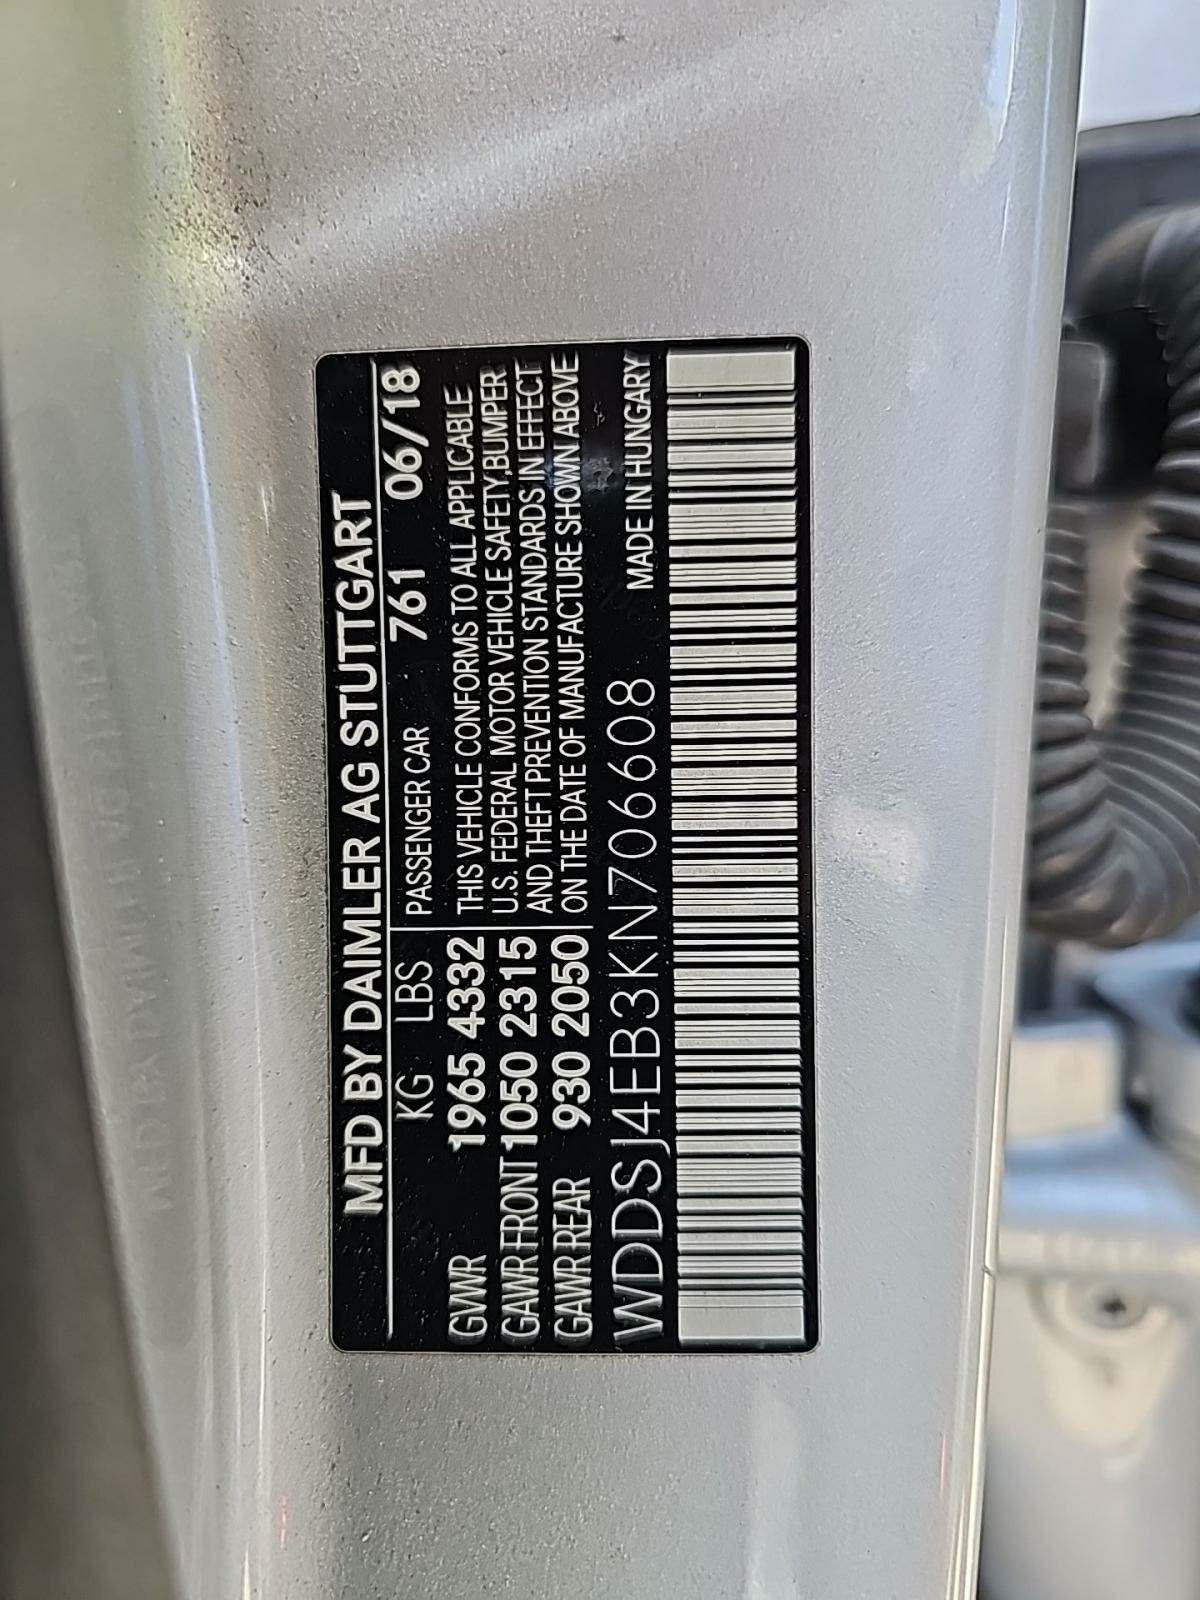 MFD BY DAIMLER AG STUTTGART
KG LBS PASSENGER CAR 761 06/18
GVWR 1965 4332 THIS VEHICLE CONFORMS TO ALL APPLICABLE
GAWR FRONT 1050 2315 U.S. FEDERAL MOTOR VEHICLE SAFETY,BUMPER
AND THEFT PREVENTION STANDARDS IN EFFECT
GAWR REAR 930 2050 ON THE DATE OF MANUFACTURE SHOWN ABOVE
WDDSJ4EB3KN706608 MADE IN HUNGARY